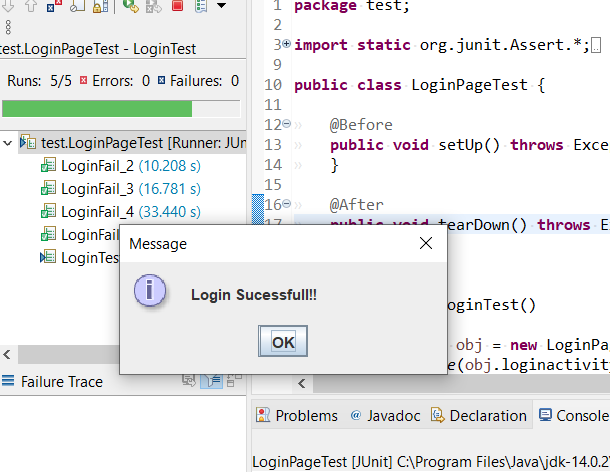 test.LoginPageTest - LoginTest
Runs: 5/5 Errors: 0 Failures: 0
test.LoginPageTest [Runner: JUn
LoginFail_2 (10.208 s)
LoginFail_3 (16.781 s)
LoginFail_4 (33.440 s)
LoginFail
LoginTes
Failure Trace
1 package test;
2
3 import static org.junit.Assert.*;
9
10 public class LoginPageTest {
11
12 @Before
13 public void setUp() throws Exce
14 }
15
16 @After
17 public void tearDown() throws E
oginTest()
obj = new LoginPa
e(obj.loginactivit
Message
Login Sucessfull!!
OK
Problems @ Javadoc Declaration Console
LoginPageTest [JUnit] C:\Program Files\Java\jdk-14.0.2\